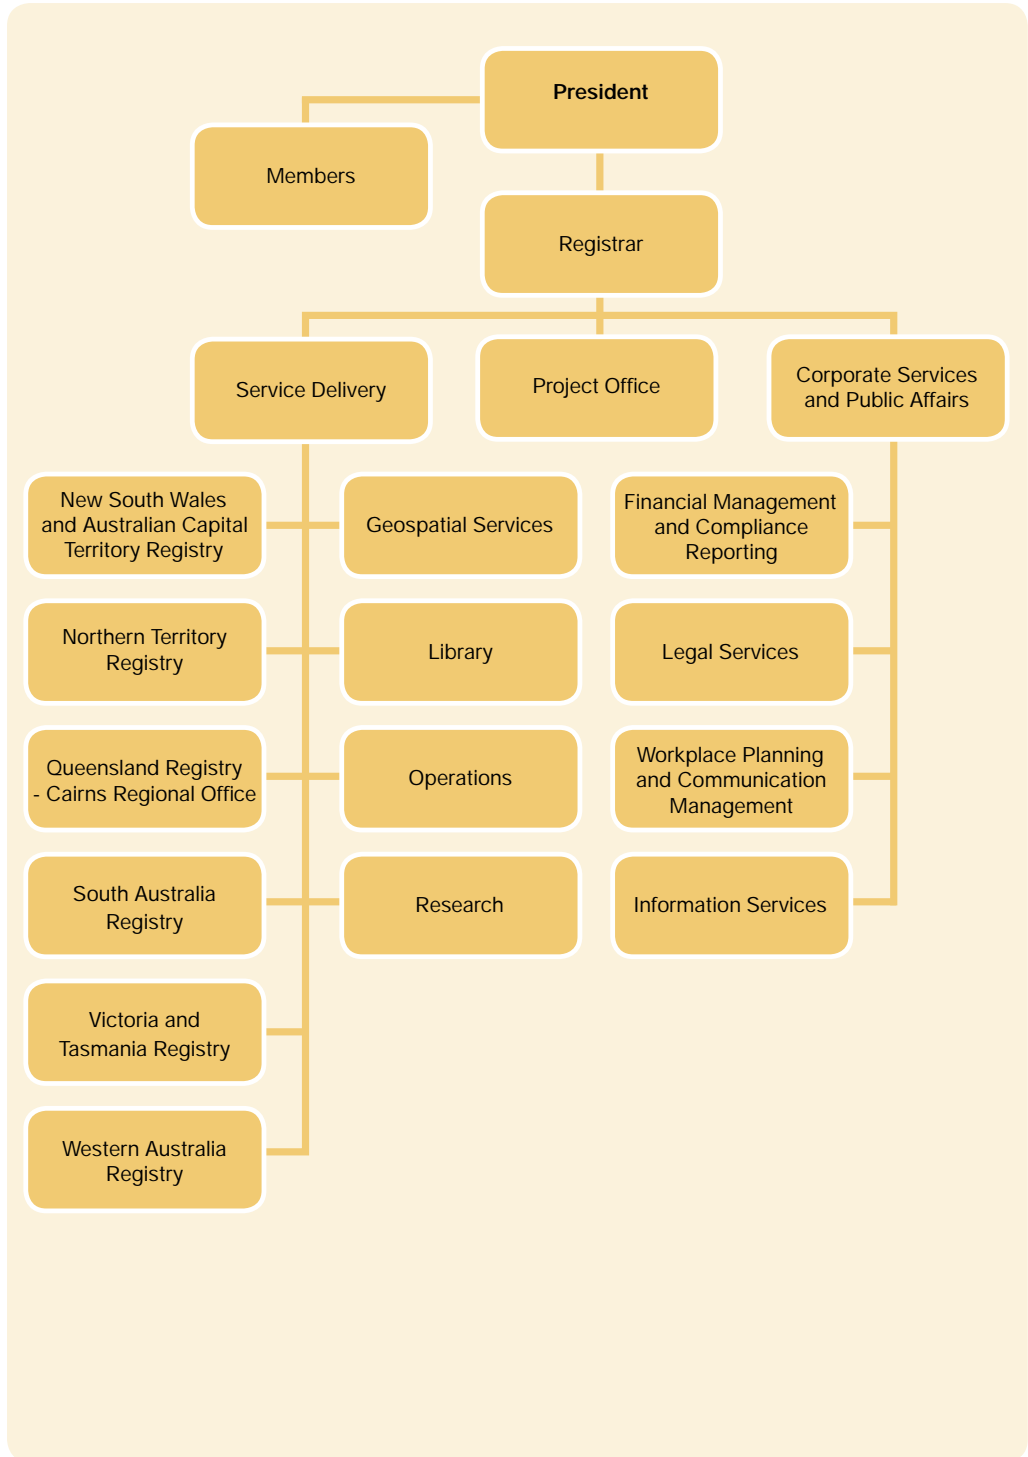 President
Members
Registrar
Service Delivery
Project Office
Corporate Services
and Public Affairs
New South Wales
and Australian Capital
Territory Registry
Geospatial Services
Financial Management
and Compliance
Reporting
Northern Territory
Registry
Library
Legal Services
Queensland Registry
- Cairns Regional Office
Operations
Workplace Planning
and Communication
Management
South Australia
Registry
Research
Information Services
Victoria and
Tasmania Registry
Western Australia
Registry